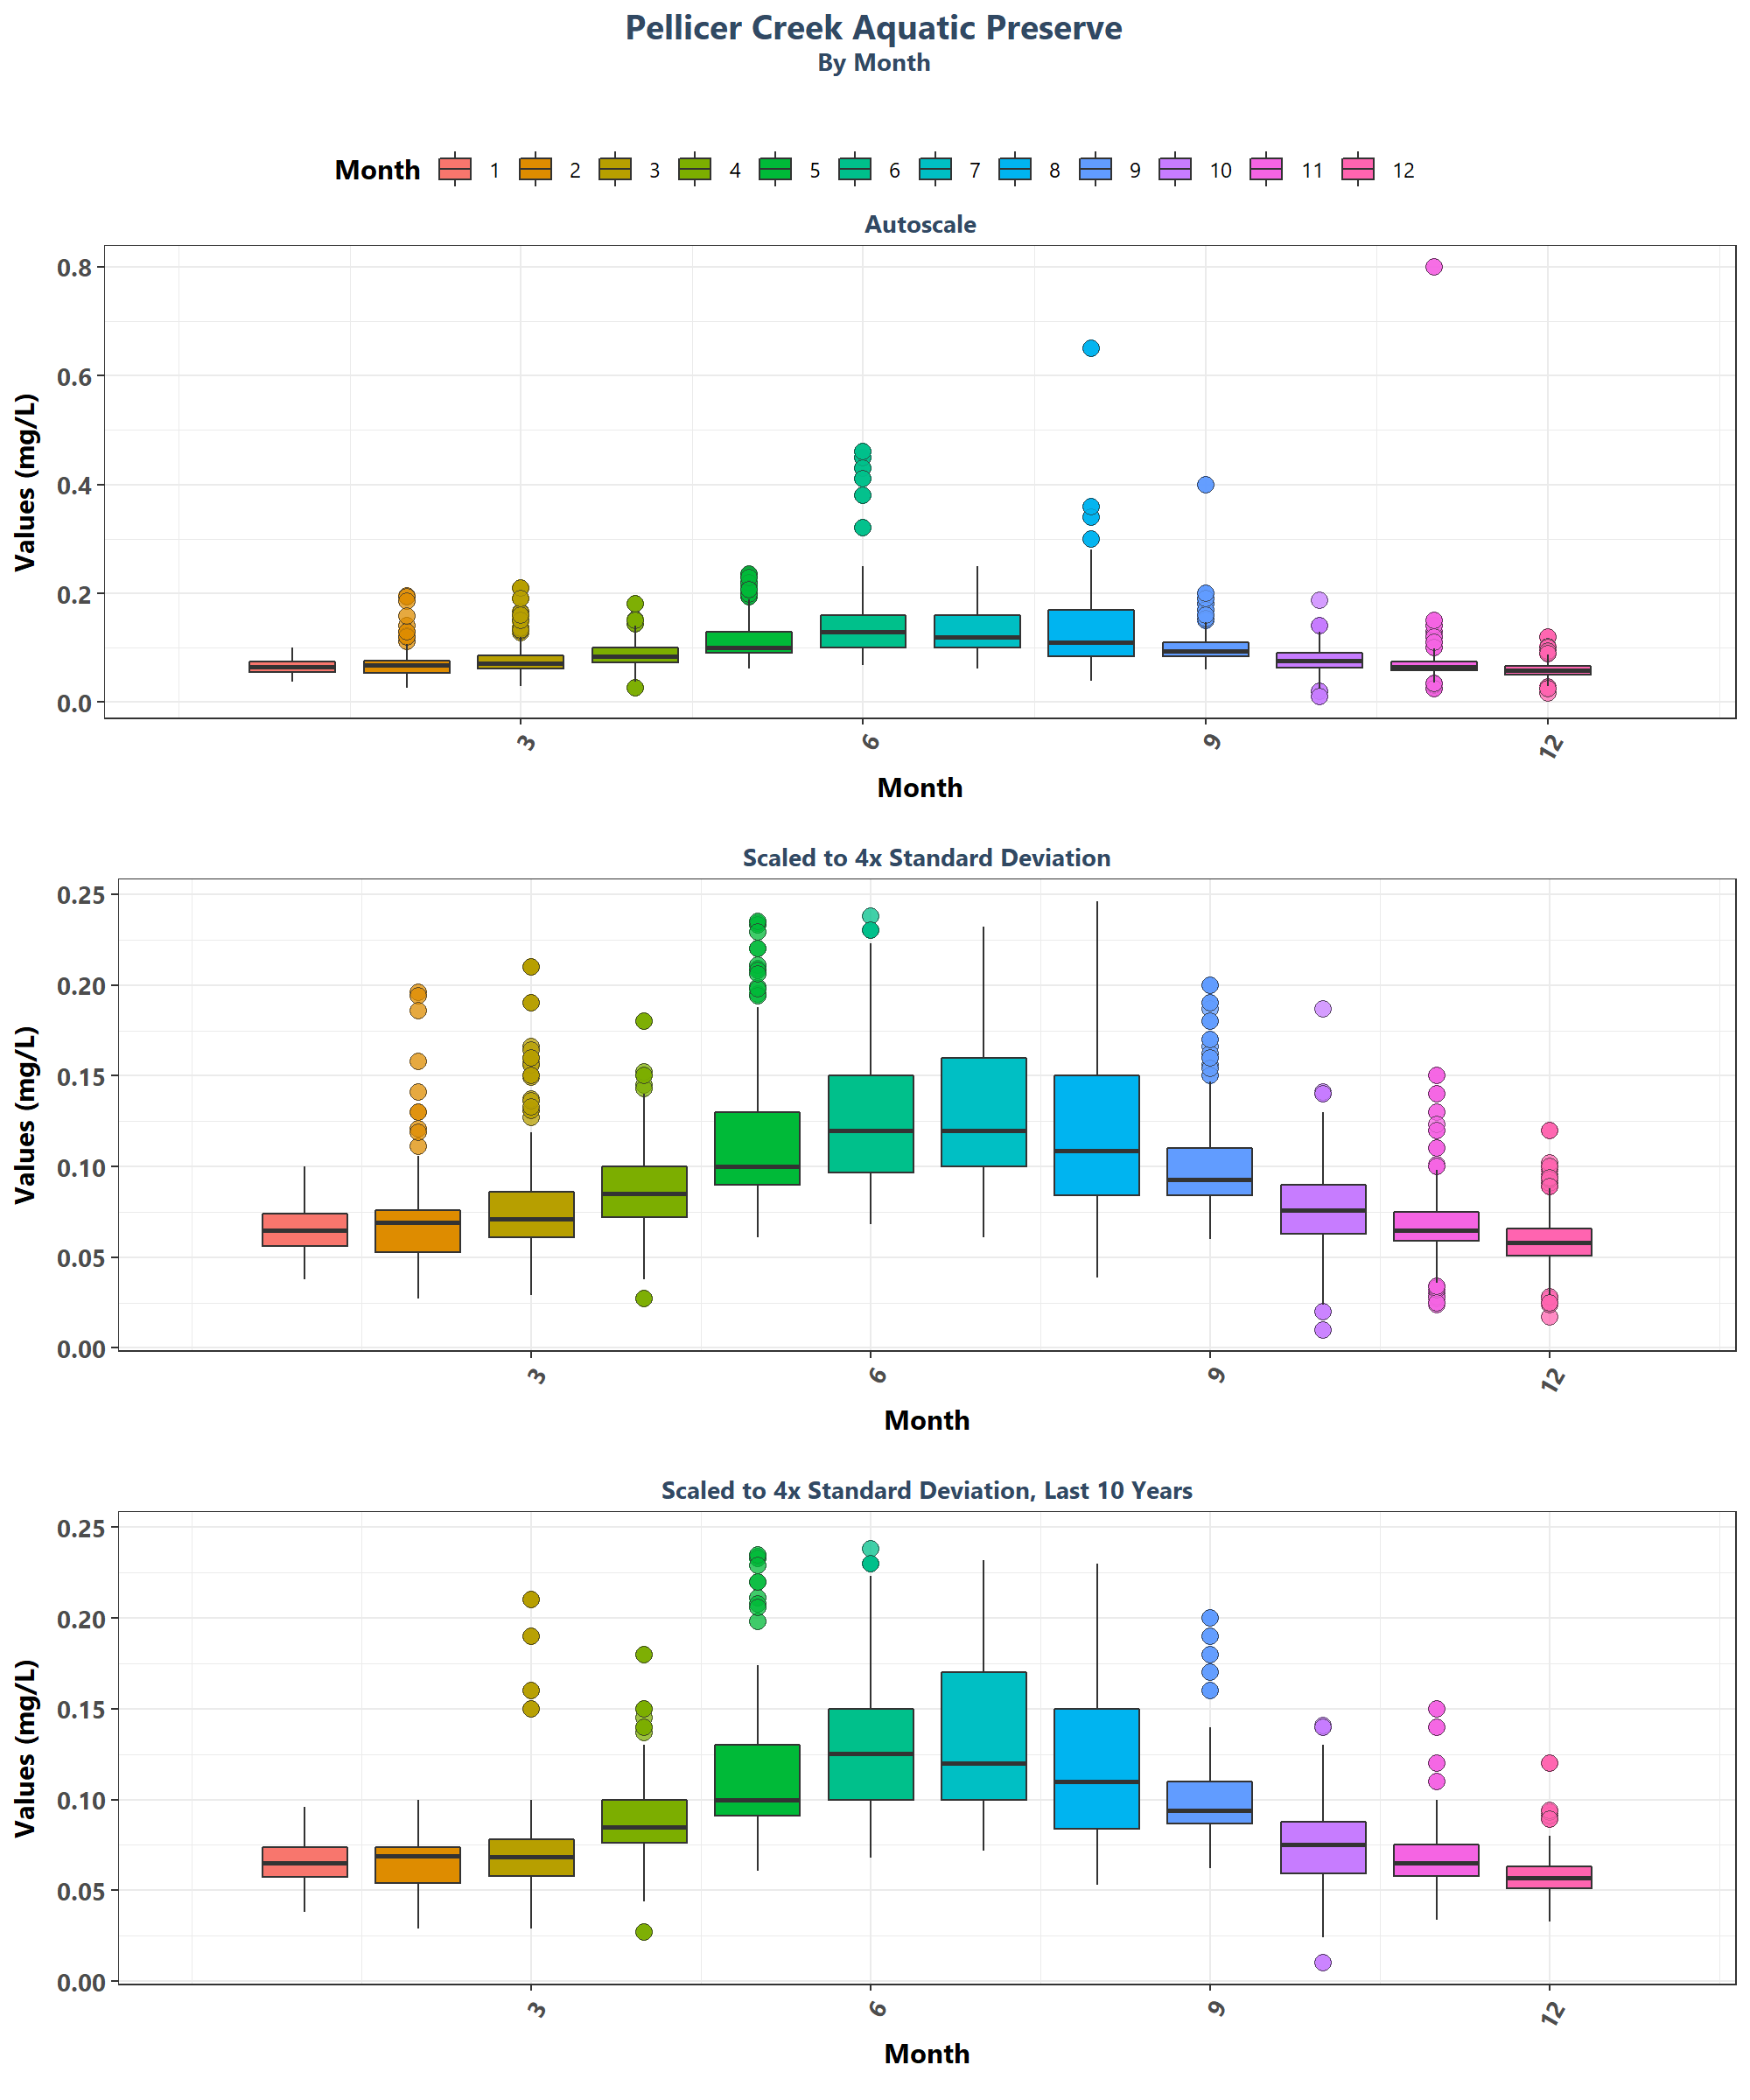 Pellicer Creek Aquatic Preserve
By Month
Month 1 2 3 4 5 6 7 8 9 10 11 12
Autoscale
Values (mg/L)
0.8
0.6
0.4
0.2
0.0
3 6 9 12
Month
Scaled to 4x Standard Deviation
Values (mg/L)
0.25
0.20
0.15
0.10
0.05
0.00
3 6 9 12
Month
Scaled to 4x Standard Deviation, Last 10 Years
Values (mg/L)
0.25
0.20
0.15
0.10
0.05
0.00
3 6 9 12
Month